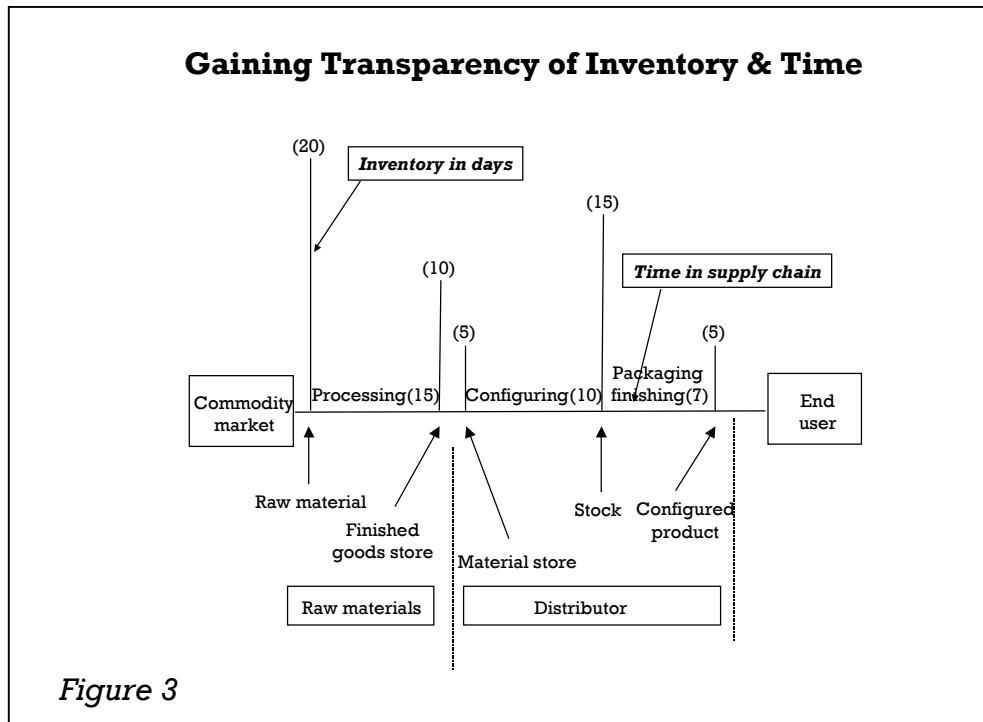 Gaining Transparency of Inventory & Time
(20)
Inventory in days
(15)
(10)
Time in supply chain
(5)
(5)
Commodity
market
Processing(15)
Configuring(10)
Packaging
finishing(7)
End
user
Raw material
Finished
goods store
Material store
Stock
Configured
product
Raw materials
Distributor
Figure 3